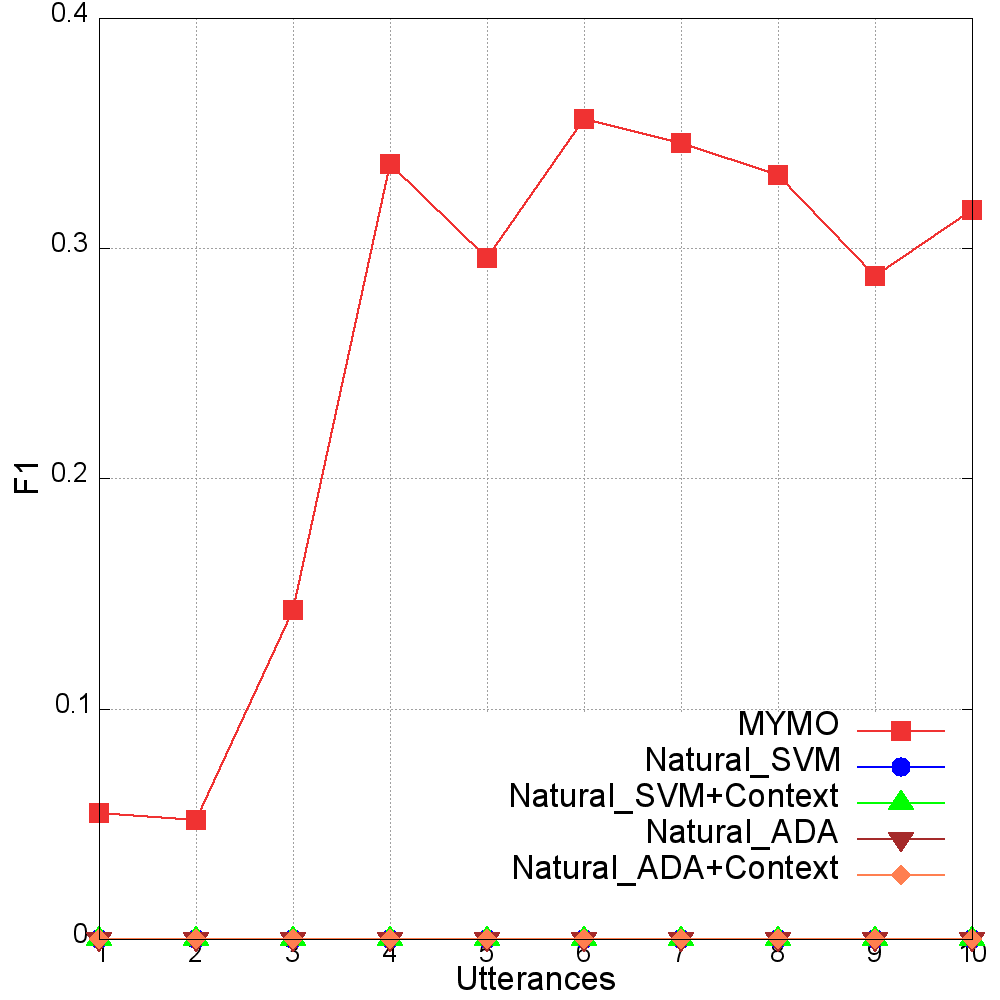 0.4
0.3
0.2
0.1
0
F1
MYMO
Natural_SVM
Natural_SVM+Context
Natural_ADA
Natural_ADA+Context
1 2 3 4 5 6 7 8 9 10
Utterances